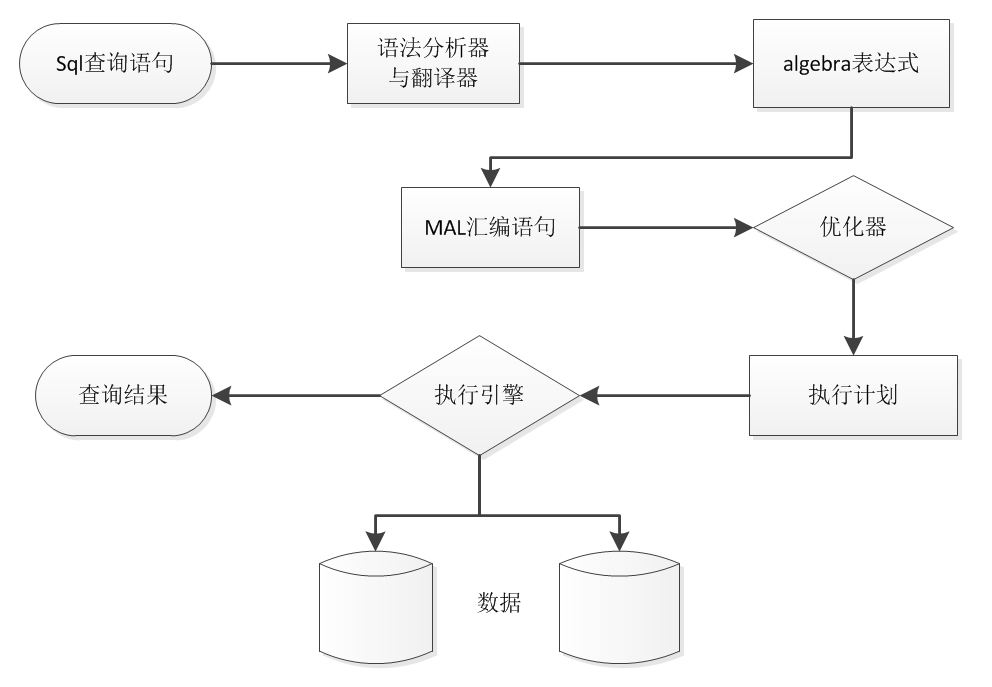 Sql查询语句
语法分析器
与翻译器
algebra表达式
MAL汇编语句
优化器
查询结果
执行引擎
执行计划
数据